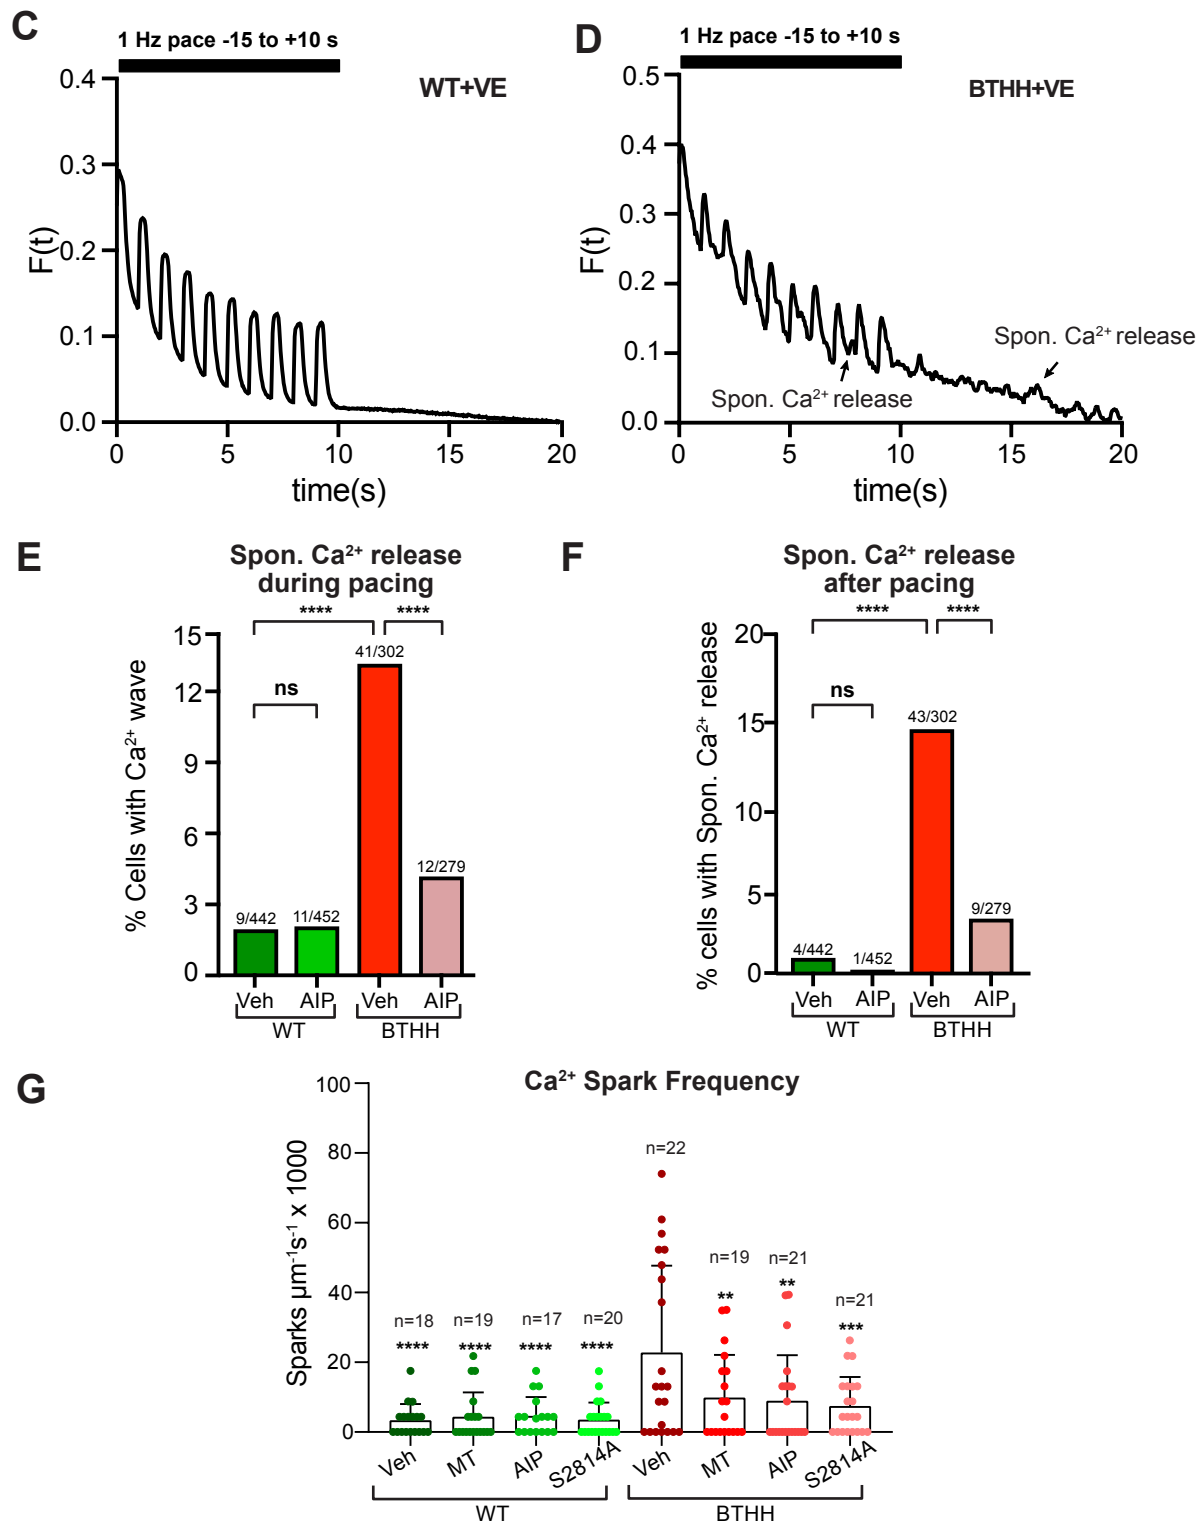 C
1 Hz pace -15 to +10 s
WT+VE
0.4
0.3
0.2
0.1
0.0
F(t)
0 5 10 15 20
time(s)
D
1 Hz pace -15 to +10 s
BTHH+VE
0.5
0.4
0.3
0.2
0.1
0.0
F(t)
Spon. Ca²⁺ release
Spon. Ca²⁺ release
0 5 10 15 20
time(s)
E
Spon. Ca²⁺ release
during pacing
**** ****
ns
15
12
9
6
3
0
% Cells with Ca²⁺ wave
9/442 11/452 41/302 12/279
Veh AIP Veh AIP
WT BTHH
F
Spon. Ca²⁺ release
after pacing
**** ****
ns
20
15
10
5
0
% cells with Spon. Ca²⁺ release
4/442 1/452 43/302 9/279
Veh AIP Veh AIP
WT BTHH
G
Ca²⁺ Spark Frequency
100
80
60
40
20
0
Sparks µm⁻¹s⁻¹ x 1000
n=18 n=19 n=17 n=20 n=22 n=19 n=21 n=21
**** **** **** **** ** ** ***
Veh MT AIP S2814A Veh MT AIP S2814A
WT BTHH